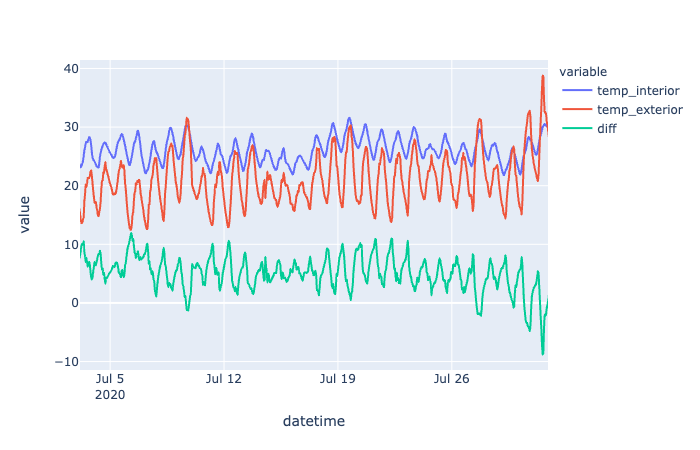 variable
temp_interior
temp_exterior
diff
value
40
30
20
10
0
−10
Jul 5
2020
Jul 12
Jul 19
Jul 26
datetime